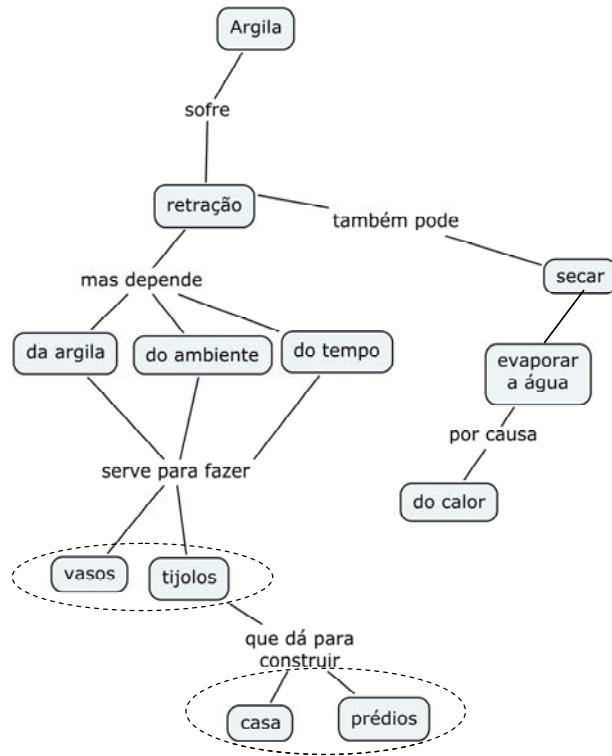 Argila
sofre
retração
também pode
secar
mas depende
da argila
do ambiente
do tempo
evaporar
a água
por causa
do calor
serve para fazer
vasos
tijolos
que dá para
construir
casa
prédios